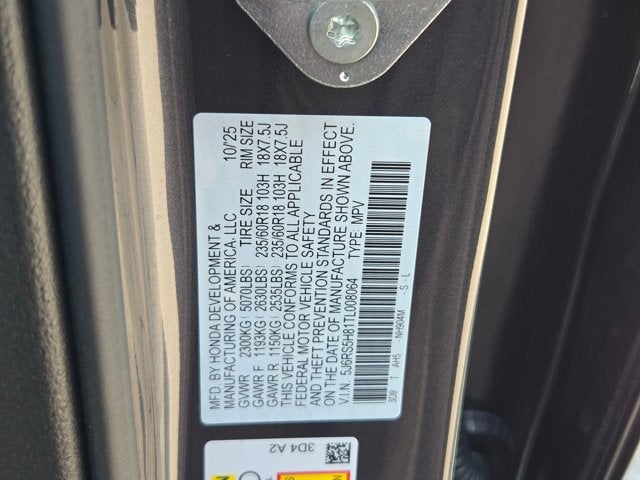 MFD. BY HONDA DEVELOPMENT &
MANUFACTURING OF AMERICA, LLC 10/25
TIRE SIZE RIM SIZE
GVWR 2300KG ( 5070LBS)
GAWR F 1193KG ( 2630LBS) 235/60R18 103H 18X7.5J
GAWR R 1150KG ( 2535LBS) 235/60R18 103H 18X7.5J
THIS VEHICLE CONFORMS TO ALL APPLICABLE
FEDERAL MOTOR VEHICLE SAFETY
AND THEFT PREVENTION STANDARDS IN EFFECT
ON THE DATE OF MANUFACTURE SHOWN ABOVE.
V.I.N. 5J6RS5H81TL008064 TYPE: MPV
T AH5 NH904M - S - L
3D4 A2